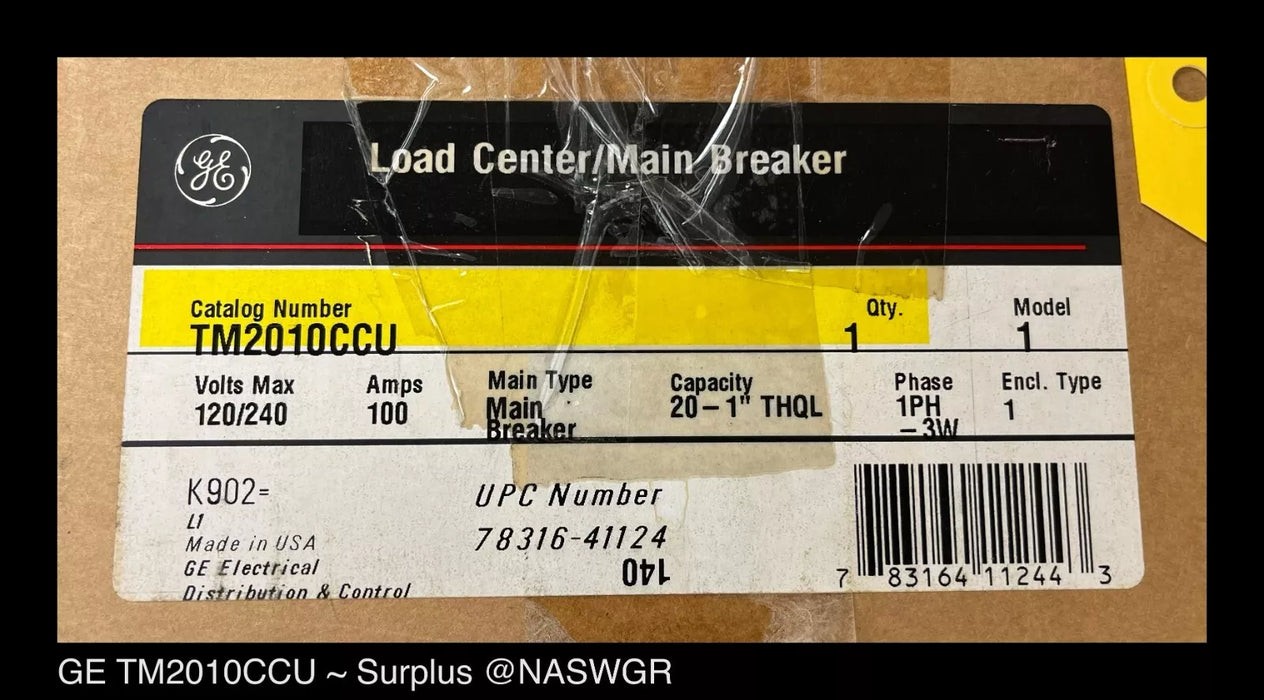 GE
Load Center/Main Breaker
Catalog Number Qty. Model
TM2010CCU 1 1
Volts Max Amps Main Type Capacity Phase Encl. Type
120/240 100 Main Breaker 20-1" THQL 1PH -3W 1
K902=
L1
Made in USA
GE Electrical
Distribution & Control
UPC Number
78316-41124
140
7 83164 11244 3
GE TM2010CCU ~ Surplus @NASWGR